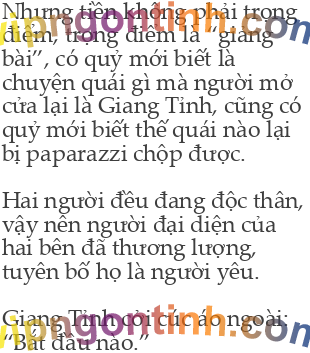 Nhưng tiền không phải trọng
điểm, trọng điểm là “giảng
bài”, có quỷ mới biết là
chuyện quái gì mà người mở
cửa lại là Giang Tinh, cũng có
quỷ mới biết thế quái nào lại
bị paparazzi chộp được.
Hai người đều đang độc thân,
vậy nên người đại diện của
hai bên đã thương lượng,
tuyên bố họ là người yêu.
Giang Tinh cởi cúc áo ngoài:
“Bắt đầu nào.”
vipngontinh.com
vipngontinh.com